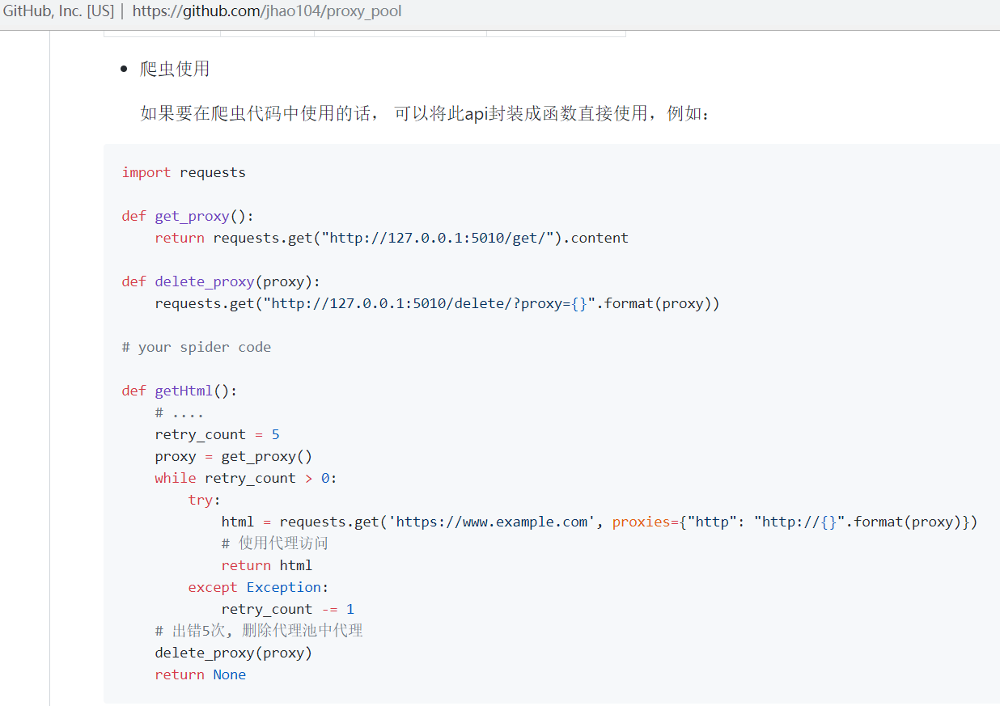 GitHub, Inc. [US] | https://github.com/jhao104/proxy_pool
• 爬虫使用
如果要在爬虫代码中使用的话， 可以将此api封装成函数直接使用，例如：
import requests
def get_proxy():
    return requests.get("http://127.0.0.1:5010/get/").content
def delete_proxy(proxy):
    requests.get("http://127.0.0.1:5010/delete/?proxy={}".format(proxy))
# your spider code
def getHtml():
    # ....
    retry_count = 5
    proxy = get_proxy()
    while retry_count > 0:
        try:
            html = requests.get('https://www.example.com', proxies={"http": "http://{}".format(proxy)})
            # 使用代理访问
            return html
        except Exception:
            retry_count -= 1
    # 出错5次, 删除代理池中代理
    delete_proxy(proxy)
    return None